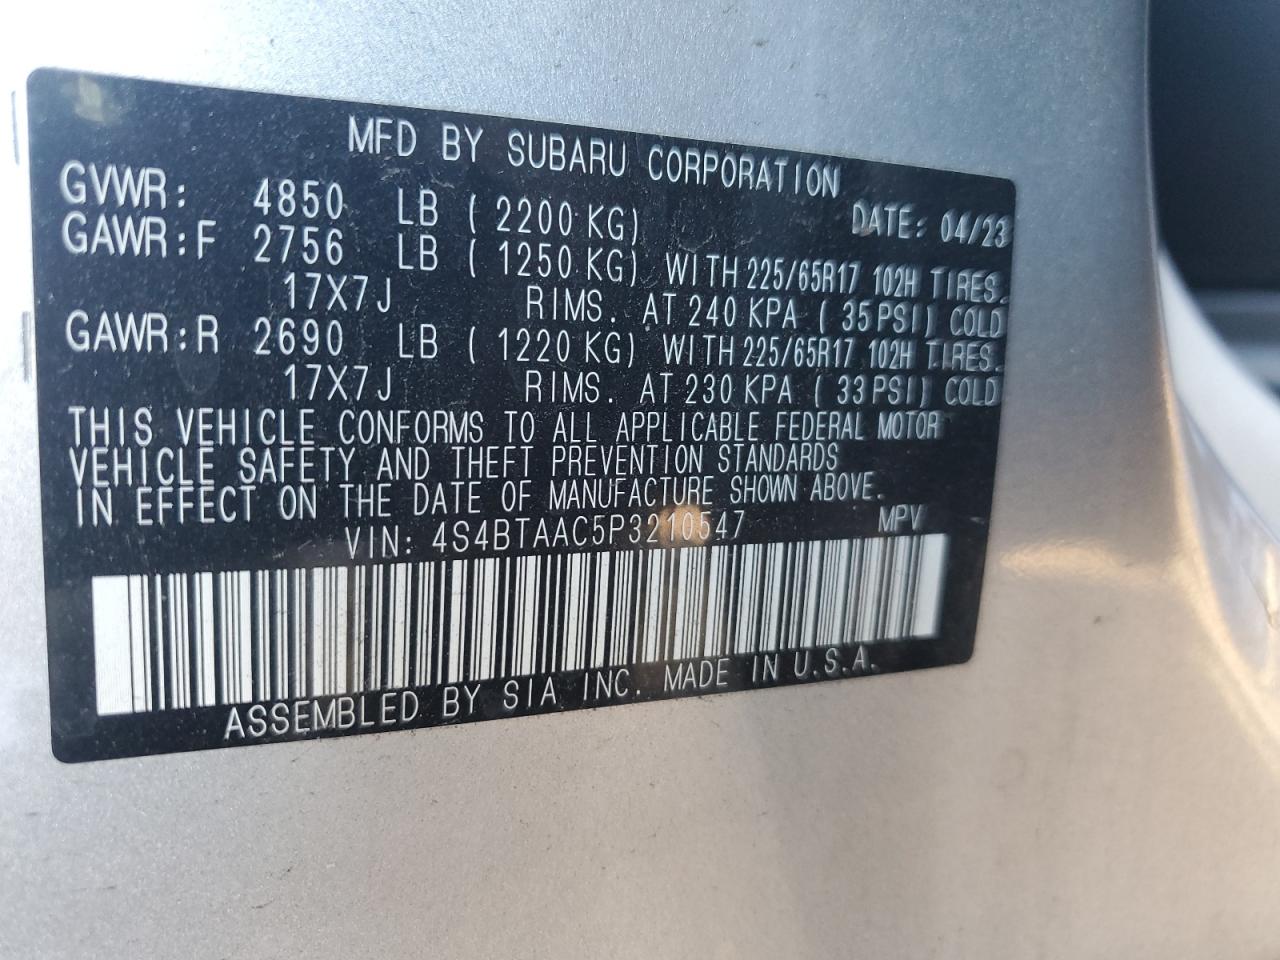 MFD BY SUBARU CORPORATION
GVWR: 4850 LB ( 2200 KG) DATE: 04/23
GAWR:F 2756 LB ( 1250 KG) WITH 225/65R17 102H TIRES.
17X7J RIMS. AT 240 KPA ( 35 PSI) COLD
GAWR:R 2690 LB ( 1220 KG) WITH 225/65R17 102H TIRES.
17X7J RIMS. AT 230 KPA ( 33 PSI) COLD
THIS VEHICLE CONFORMS TO ALL APPLICABLE FEDERAL MOTOR
VEHICLE SAFETY AND THEFT PREVENTION STANDARDS
IN EFFECT ON THE DATE OF MANUFACTURE SHOWN ABOVE.
VIN: 4S4BTAAC5P3210547 MPV
ASSEMBLED BY SIA INC. MADE IN U.S.A.